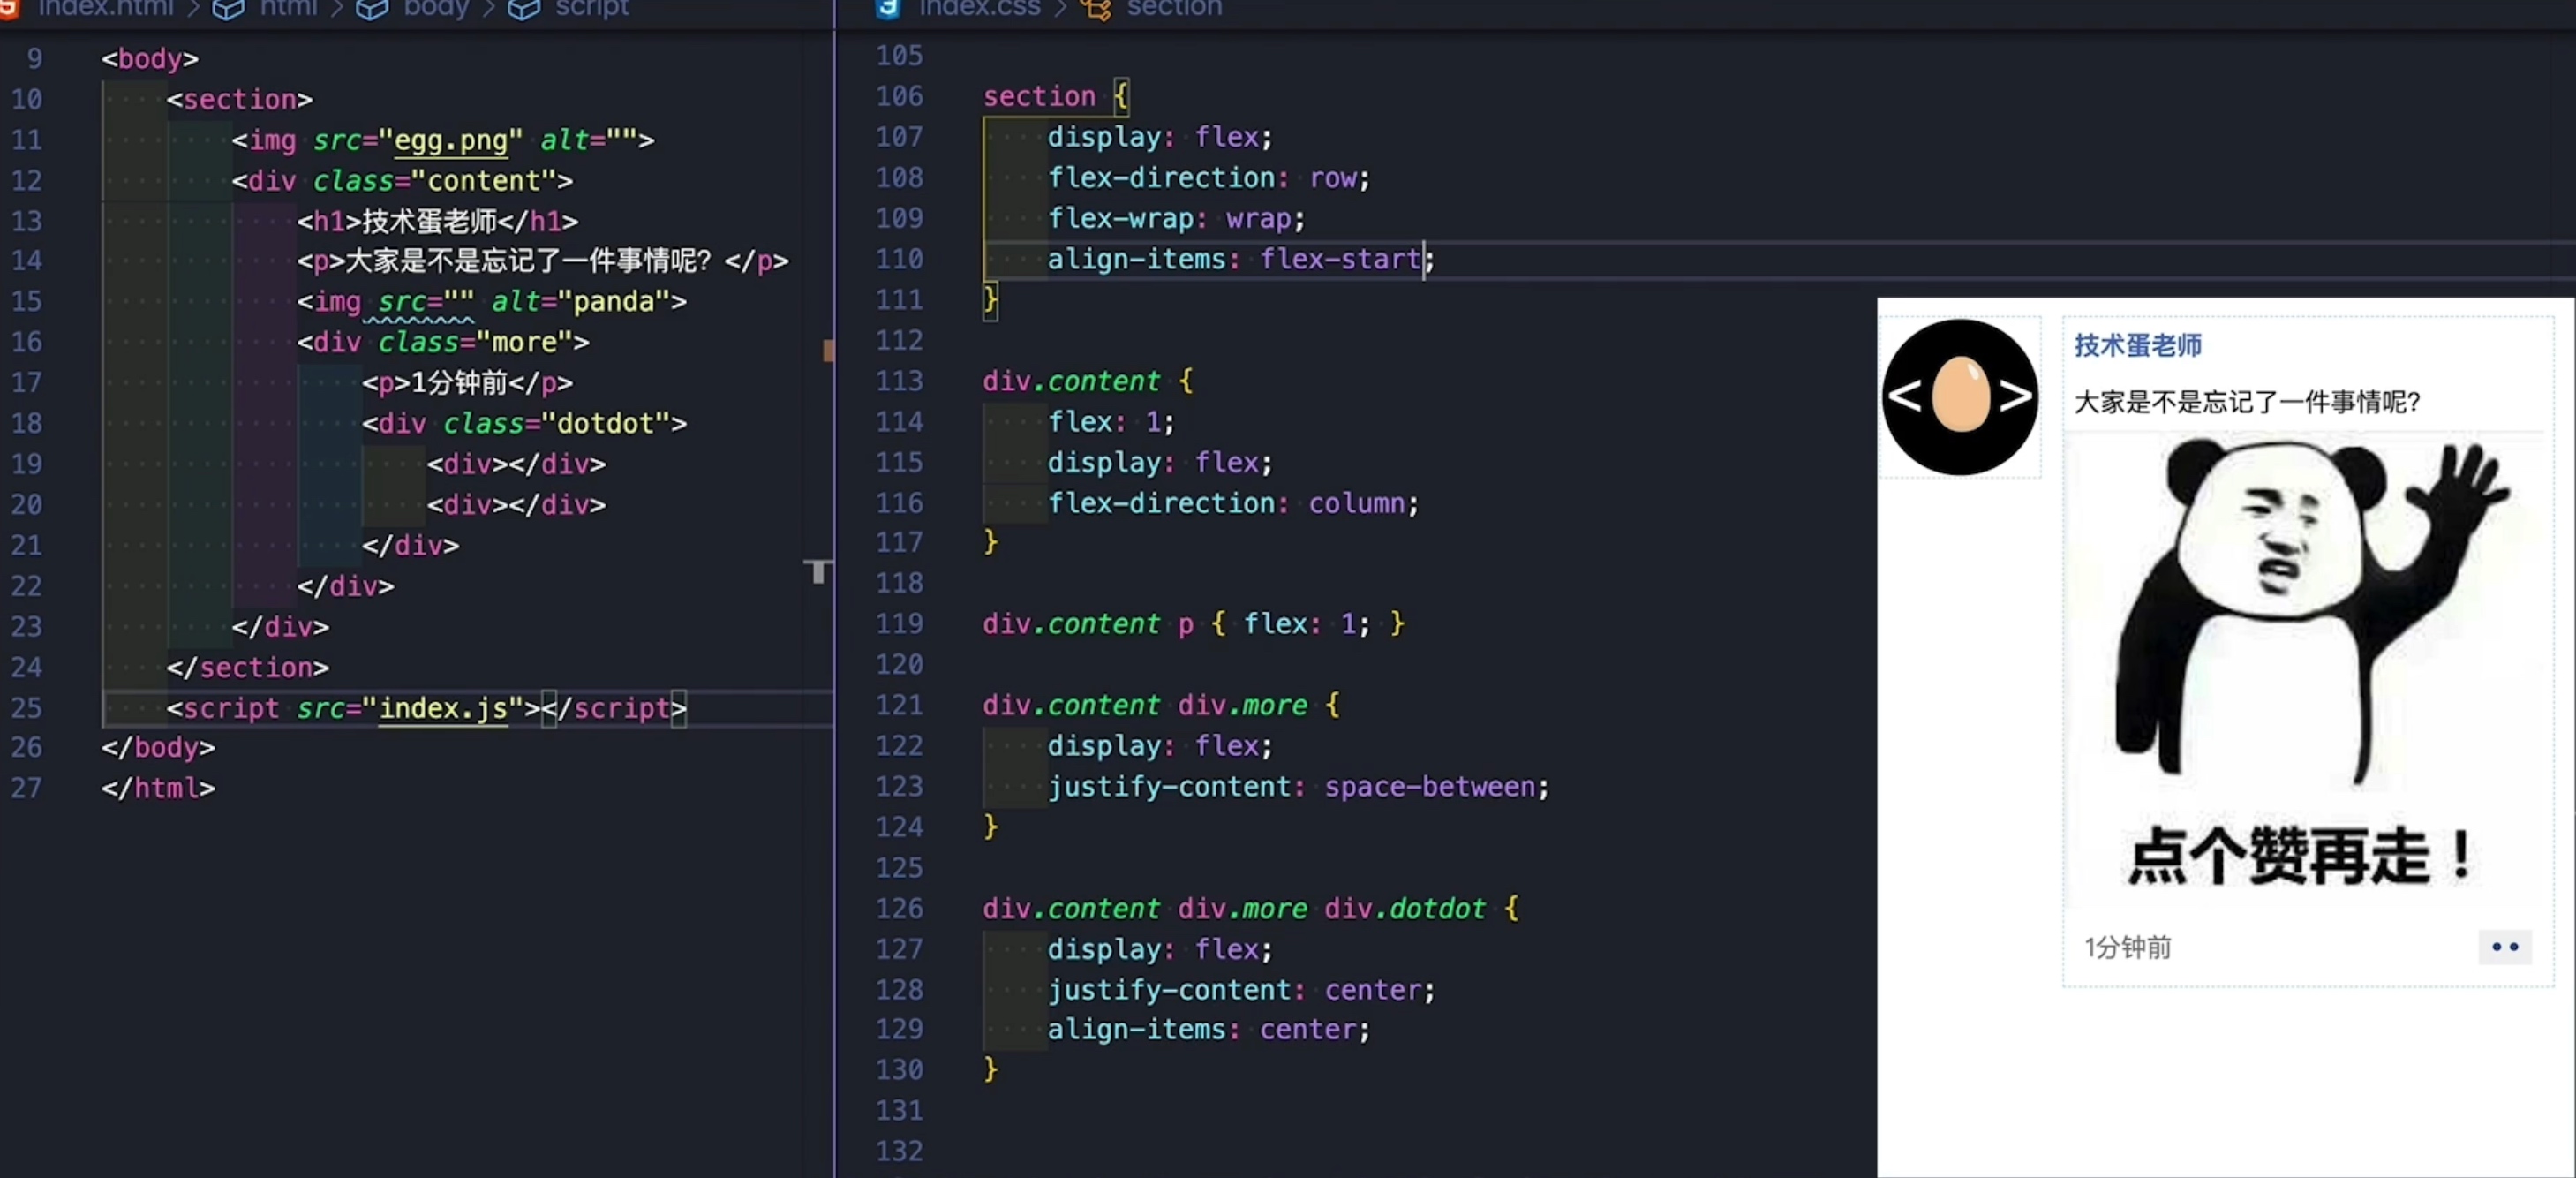 index.html > html > body > script
9 <body>
10 <section>
11 <img src="egg.png" alt="">
12 <div class="content">
13 <h1>技术蛋老师</h1>
14 <p>大家是不是忘记了一件事情呢？</p>
15 <img src="" alt="panda">
16 <div class="more">
17 <p>1分钟前</p>
18 <div class="dotdot">
19 <div></div>
20 <div></div>
21 </div>
22 </div>
23 </div>
24 </section>
25 <script src="index.js"></script>
26 </body>
27 </html>
index.css > section
105
106 section {
107 display: flex;
108 flex-direction: row;
109 flex-wrap: wrap;
110 align-items: flex-start;
111 }
112
113 div.content {
114 flex: 1;
115 display: flex;
116 flex-direction: column;
117 }
118
119 div.content p { flex: 1; }
120
121 div.content div.more {
122 display: flex;
123 justify-content: space-between;
124 }
125
126 div.content div.more div.dotdot {
127 display: flex;
128 justify-content: center;
129 align-items: center;
130 }
131
132
< >
技术蛋老师
大家是不是忘记了一件事情呢？
点个赞再走！
1分钟前